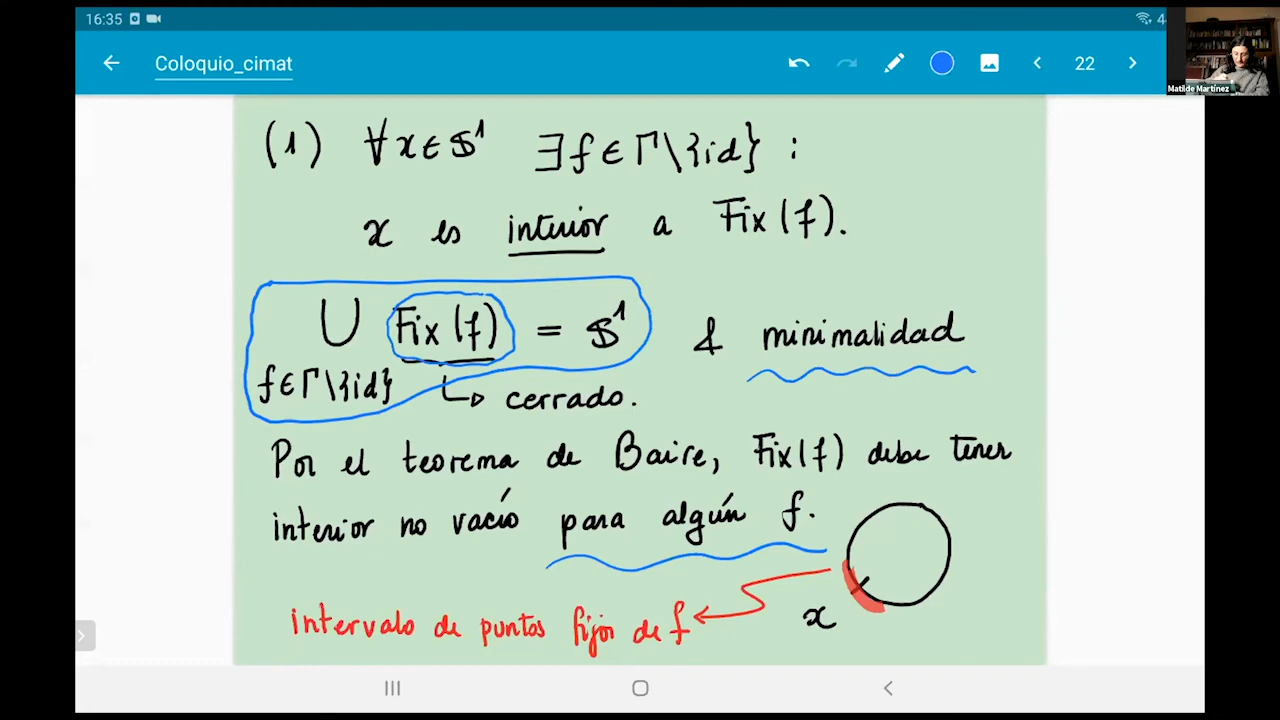 16:35
Coloquio_cimat
22
Matilde Martínez
(1) ∀x∈𝕊¹ ∃f∈Γ\{id} :
x es interior a Fix(f).
⋃ Fix(f) = 𝕊¹ & minimalidad
f∈Γ\{id} ↳ cerrado.
Por el teorema de Baire, Fix(f) debe tener
interior no vacío para algún f.
x
intervalo de puntos fijos de f